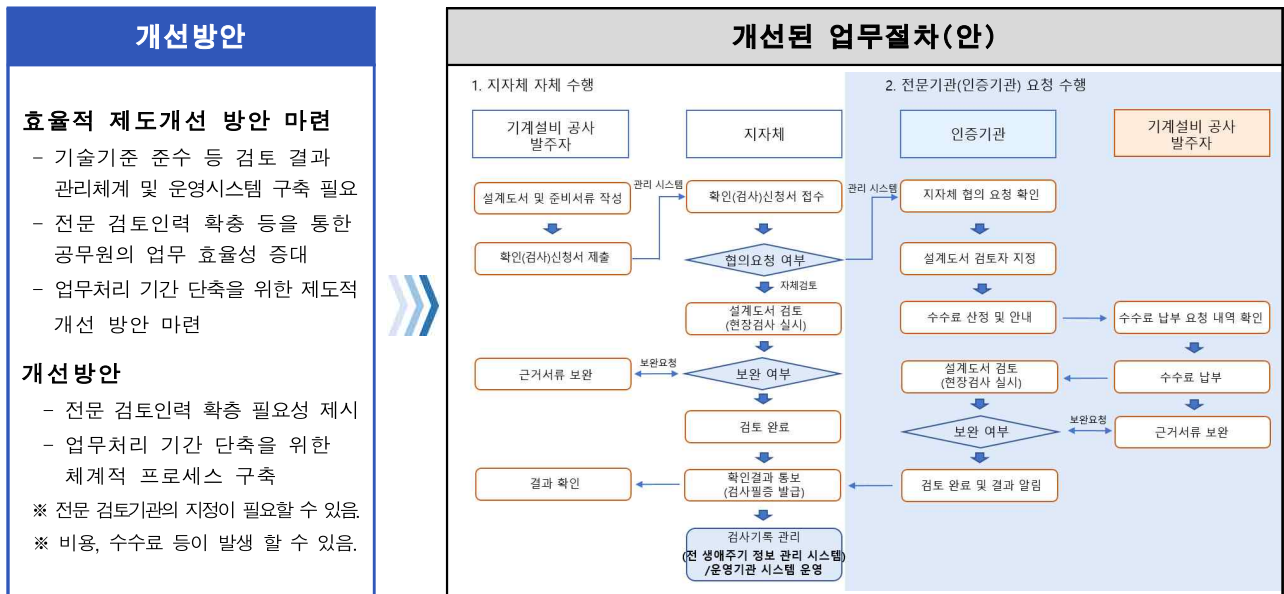 개선방안
효율적 제도개선 방안 마련
- 기술기준 준수 등 검토 결과
관리체계 및 운영시스템 구축 필요
- 전문 검토인력 확충 등을 통한
공무원의 업무 효율성 증대
- 업무처리 기간 단축을 위한 제도적
개선 방안 마련
개선방안
- 전문 검토인력 확충 필요성 제시
- 업무처리 기간 단축을 위한
체계적 프로세스 구축
※ 전문 검토기관의 지정이 필요할 수 있음.
※ 비용, 수수료 등이 발생 할 수 있음.
개선된 업무절차(안)
1. 지자체 자체 수행
2. 전문기관(인증기관) 요청 수행
기계설비 공사
발주자
지자체
인증기관
기계설비 공사
발주자
설계도서 및 준비서류 작성
관리 시스템
확인(검사)신청서 접수
관리 시스템
지자체 협의 요청 확인
확인(검사)신청서 제출
협의요청 여부
설계도서 검토자 지정
자체검토
설계도서 검토
(현장검사 실시)
수수료 산정 및 안내
수수료 납부 요청 내역 확인
근거서류 보완
보완요청
보완 여부
설계도서 검토
(현장검사 실시)
수수료 납부
검토 완료
보완 여부
보완요청
근거서류 보완
결과 확인
확인결과 통보
(검사필증 발급)
검토 완료 및 결과 알림
검사기록 관리
(전 생애주기 정보 관리 시스템)
/운영기관 시스템 운영